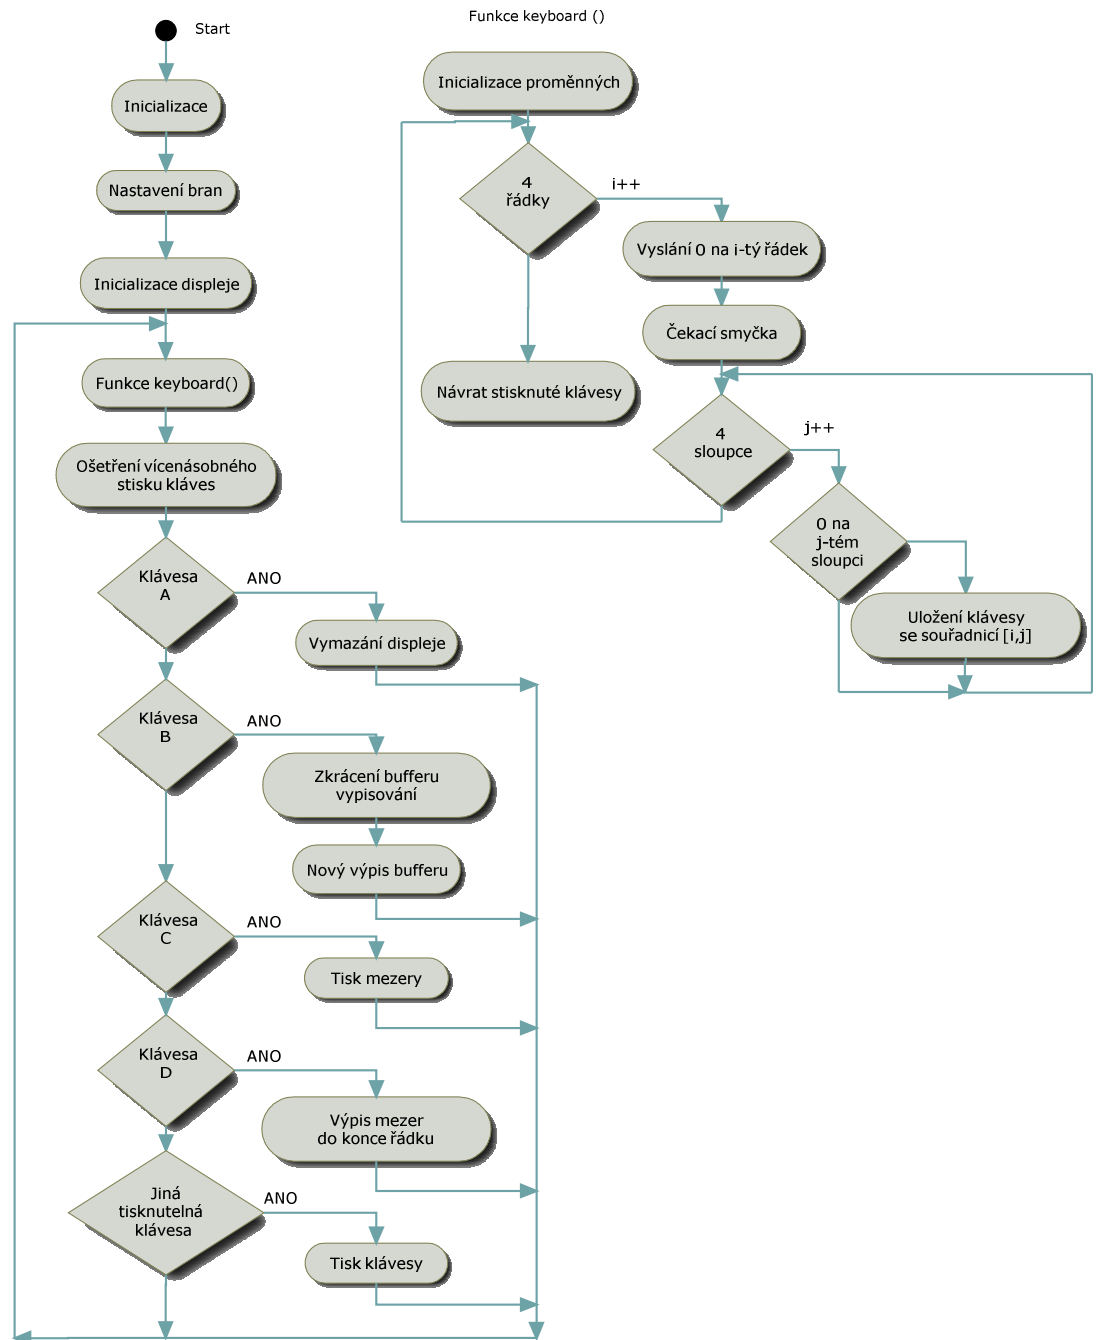 Start
Inicializace
Nastavení bran
Inicializace displeje
Funkce keyboard()
Ošetření vícenásobného
stisku kláves
Klávesa
A
ANO
Vymazání displeje
Klávesa
B
ANO
Zkrácení bufferu
vypisování
Nový výpis bufferu
Klávesa
C
ANO
Tisk mezery
Klávesa
D
ANO
Výpis mezer
do konce řádku
Jiná
tisknutelná
klávesa
ANO
Tisk klávesy
Funkce keyboard ()
Inicializace proměnných
4
řádky
i++
Vyslání 0 na i-tý řádek
Čekací smyčka
Návrat stisknuté klávesy
4
sloupce
j++
0 na
j-tém
sloupci
Uložení klávesy
se souřadnicí [i,j]